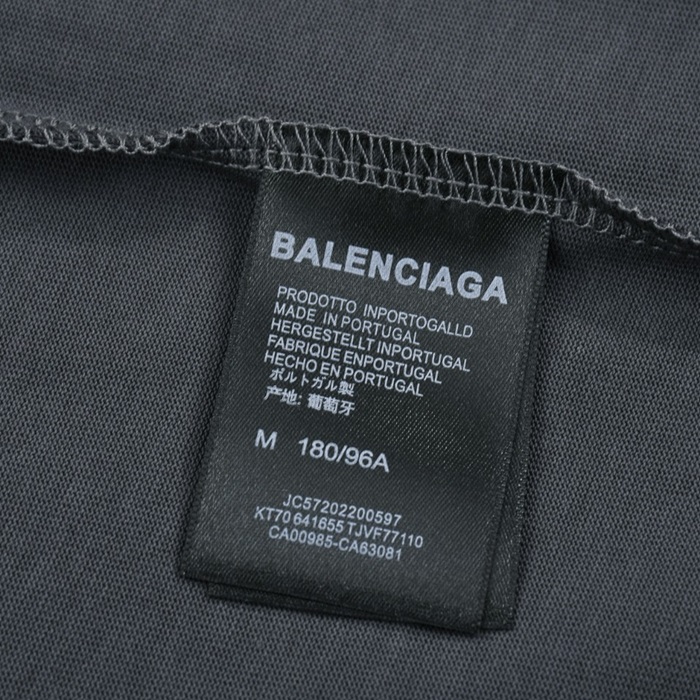 BALENCIAGA
PRODOTTO INPORTOGALLD
MADE IN PORTUGAL
HERGESTELLT INPORTUGAL
FABRIQUE ENPORTUGAL
HECHO EN PORTUGAL
ポルトガル製
产地: 葡萄牙
M 180/96A
JC57202200597
KT70 641655 TJVF77110
CA00985-CA63081